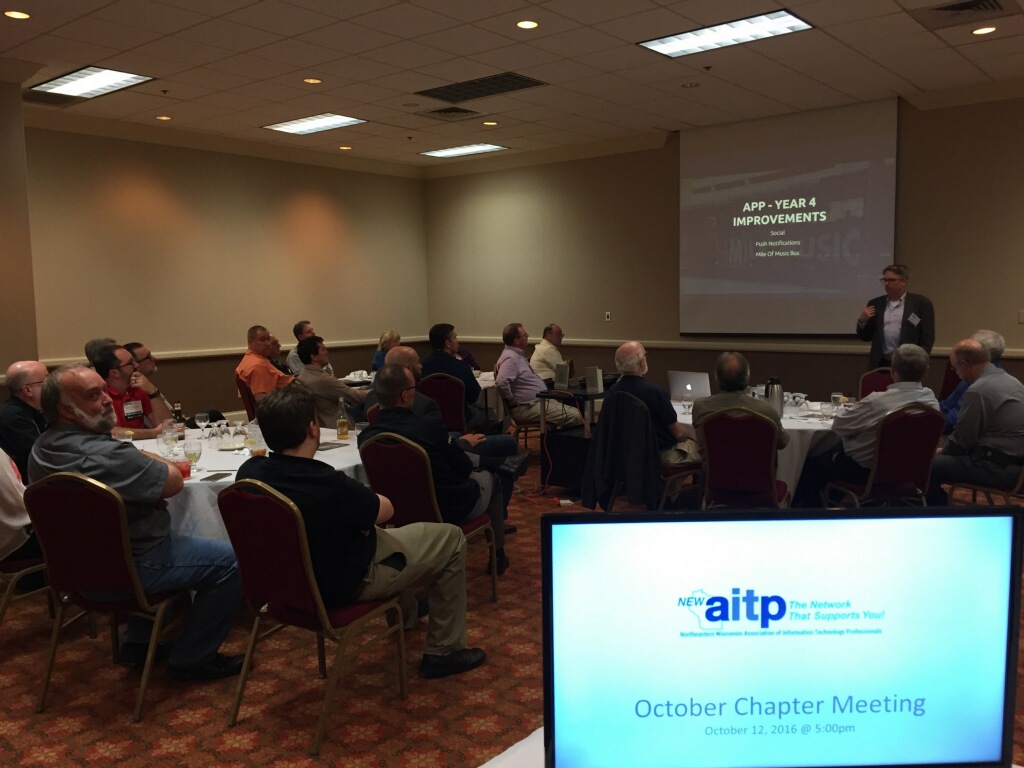 APP - YEAR 4
IMPROVEMENTS
Social
Push Notifications
Mile Of Music Bus
MUSIC
NEW aitp The Network
That Supports You!
Northeastern Wisconsin Association of Information Technology Professionals
October Chapter Meeting
October 12, 2016 @ 5:00pm